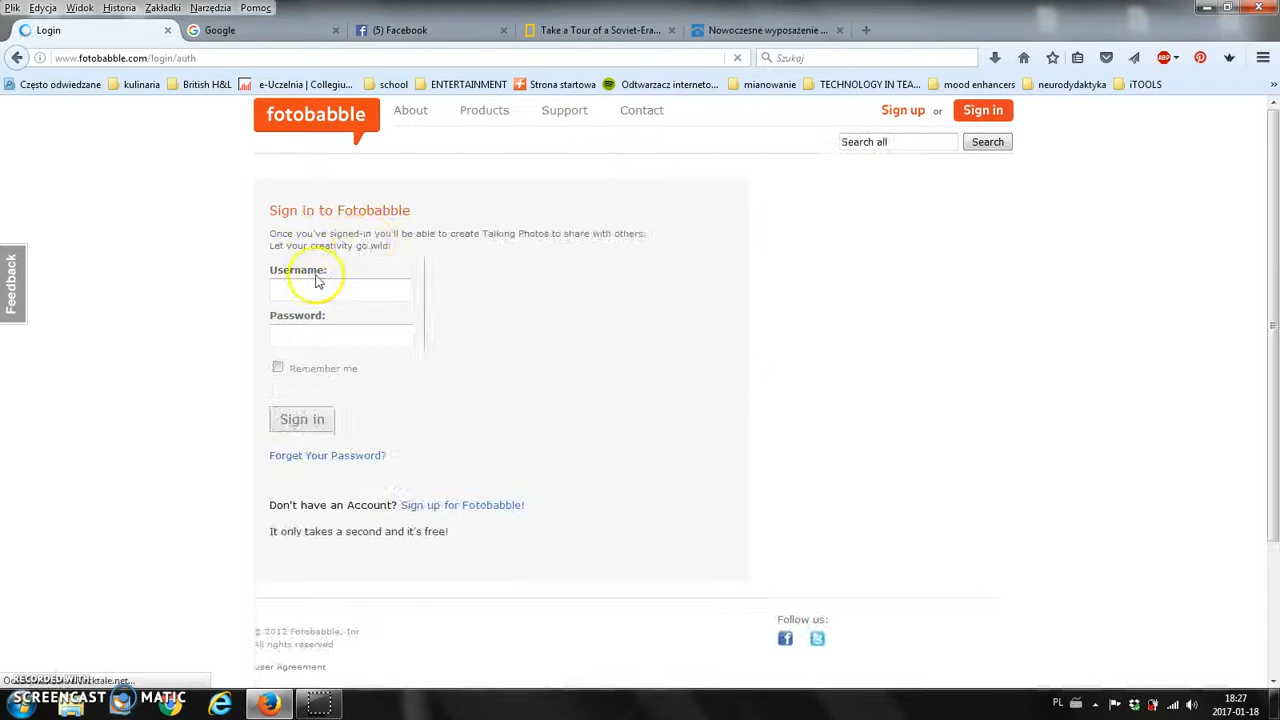 Plik Edycja Widok Historia Zakładki Narzędzia Pomoc
Login Google (5) Facebook Take a Tour of a Soviet-Era... Nowoczesne wyposażenie ...
www.fotobabble.com/login/auth Szukaj ABP
Często odwiedzane kulinaria British H&L e-Uczelnia | Collegiu... school ENTERTAINMENT Strona startowa Odtwarzacz interneto... mianowanie TECHNOLOGY IN TEA... mood enhancers neurodydaktyka iTOOLS
fotobabble About Products Support Contact Sign up or Sign in
Search all Search
Feedback
Sign in to Fotobabble
Once you've signed-in you'll be able to create Talking Photos to share with others.
Let your creativity go wild!
Username:
Password:
Remember me
Sign in
Forget Your Password?
Don't have an Account? Sign up for Fotobabble!
It only takes a second and it's free!
Follow us:
© 2012 Fotobabble, Inc
All rights reserved
User Agreement
RECORDED WITH
SCREENCAST MATIC
PL 18:27
2017-01-18